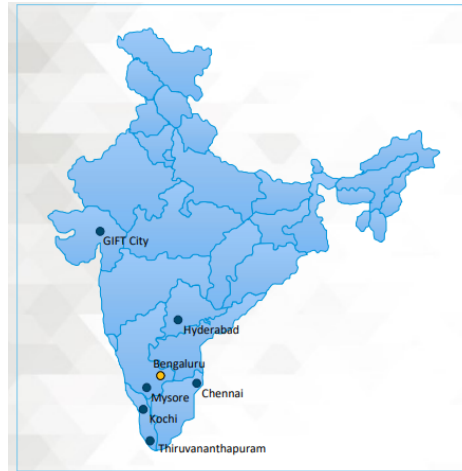 GIFT City
Hyderabad
Bengaluru
Chennai
Mysore
Kochi
Thiruvananthapuram